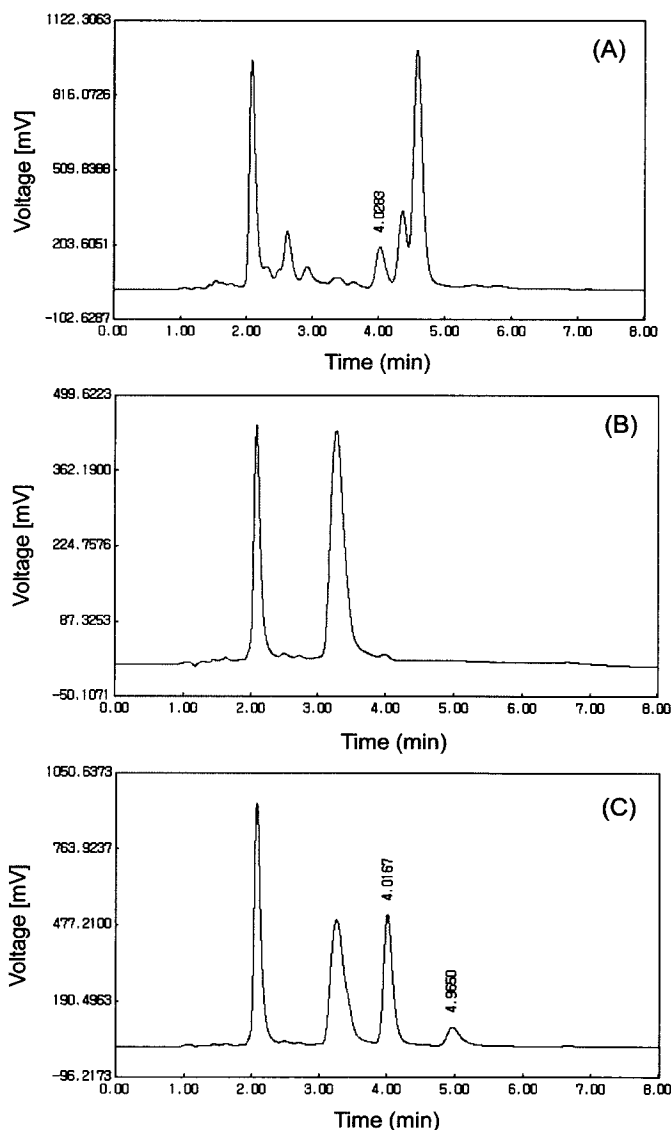 1122.3063
(A)
816.0726
509.8388
4.0283
203.6051
-102.6287
Voltage [mV]
0.00 1.00 2.00 3.00 4.00 5.00 6.00 7.00 8.00
Time (min)
499.6223
(B)
362.1900
224.7576
87.3253
-50.1071
Voltage [mV]
0.00 1.00 2.00 3.00 4.00 5.00 6.00 7.00 8.00
Time (min)
1050.6373
(C)
763.9237
4.0167
477.2100
4.9650
190.4963
-96.2173
Voltage [mV]
0.00 1.00 2.00 3.00 4.00 5.00 6.00 7.00 8.00
Time (min)